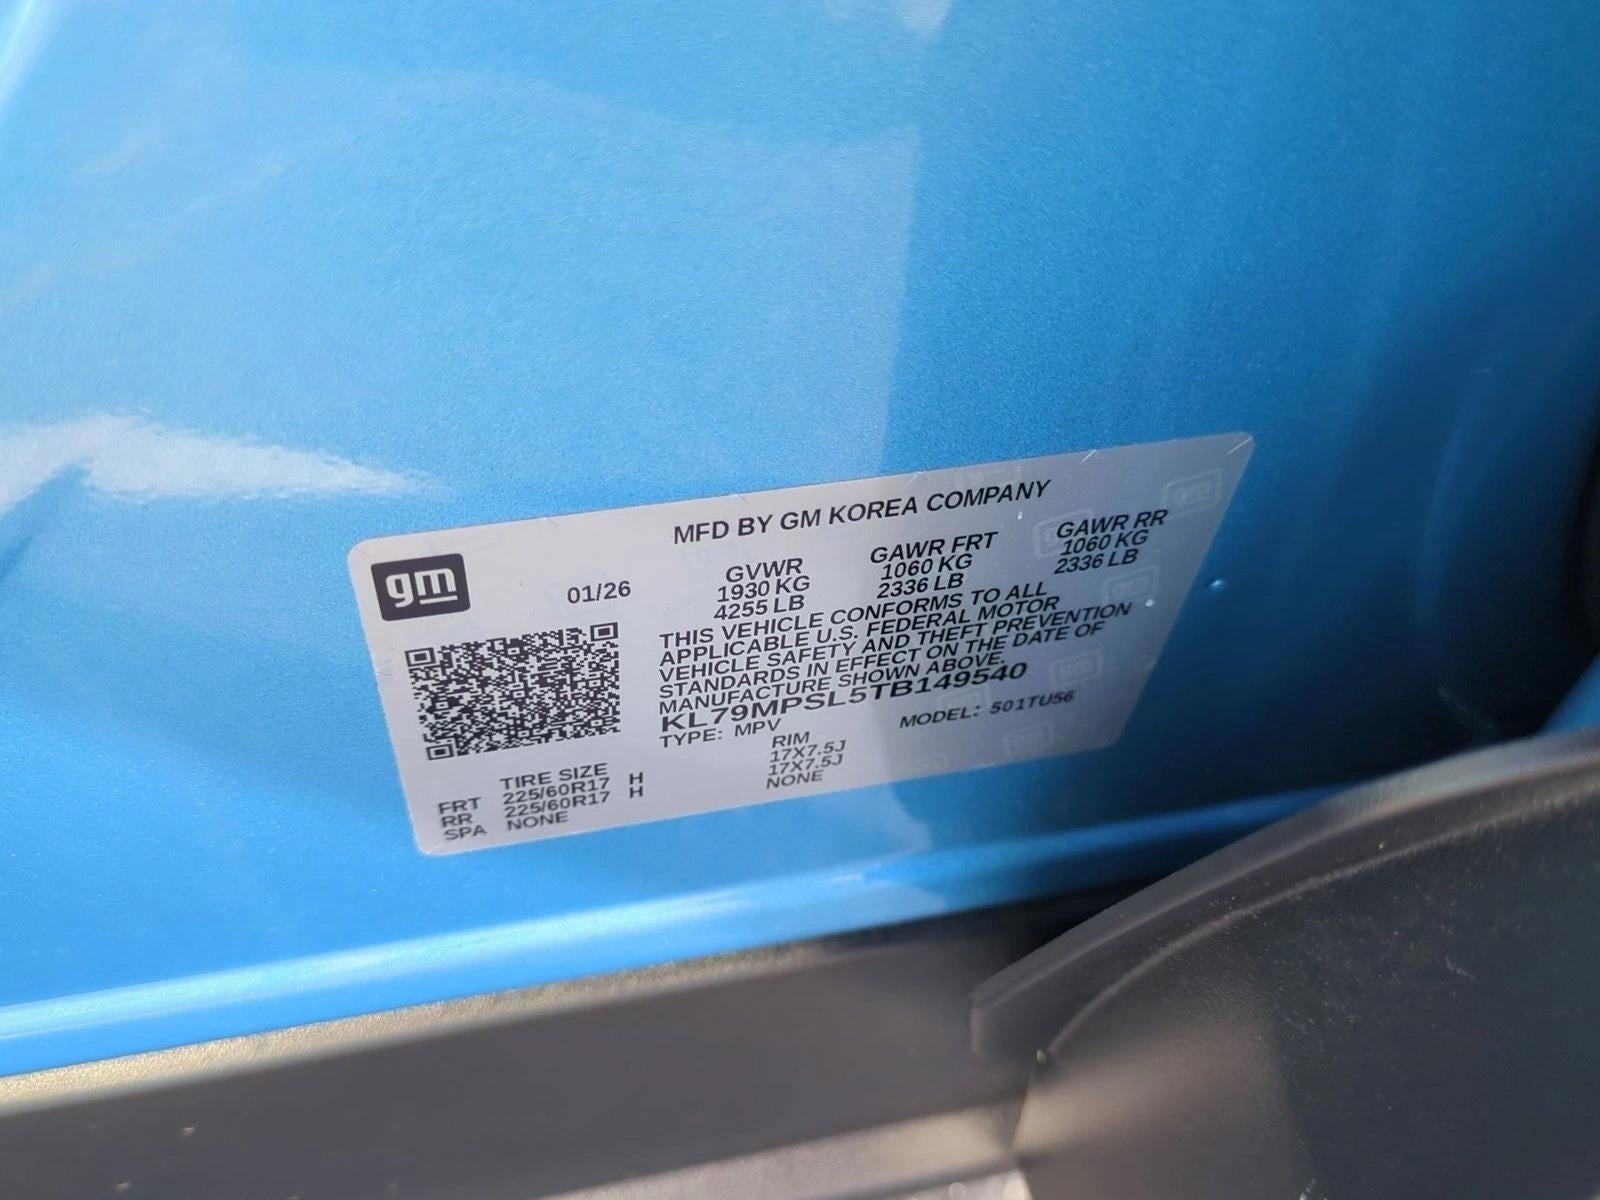 MFD BY GM KOREA COMPANY
gm
01/26
GVWR
1930 KG
4255 LB
GAWR FRT
1060 KG
2336 LB
GAWR RR
1060 KG
2336 LB
THIS VEHICLE CONFORMS TO ALL
APPLICABLE U.S. FEDERAL MOTOR
VEHICLE SAFETY AND THEFT PREVENTION
STANDARDS IN EFFECT ON THE DATE OF
MANUFACTURE SHOWN ABOVE.
KL79MPSL5TB149540
TYPE: MPV MODEL: 501TU56
TIRE SIZE RIM
FRT 225/60R17 H 17X7.5J
RR 225/60R17 H 17X7.5J
SPA NONE NONE